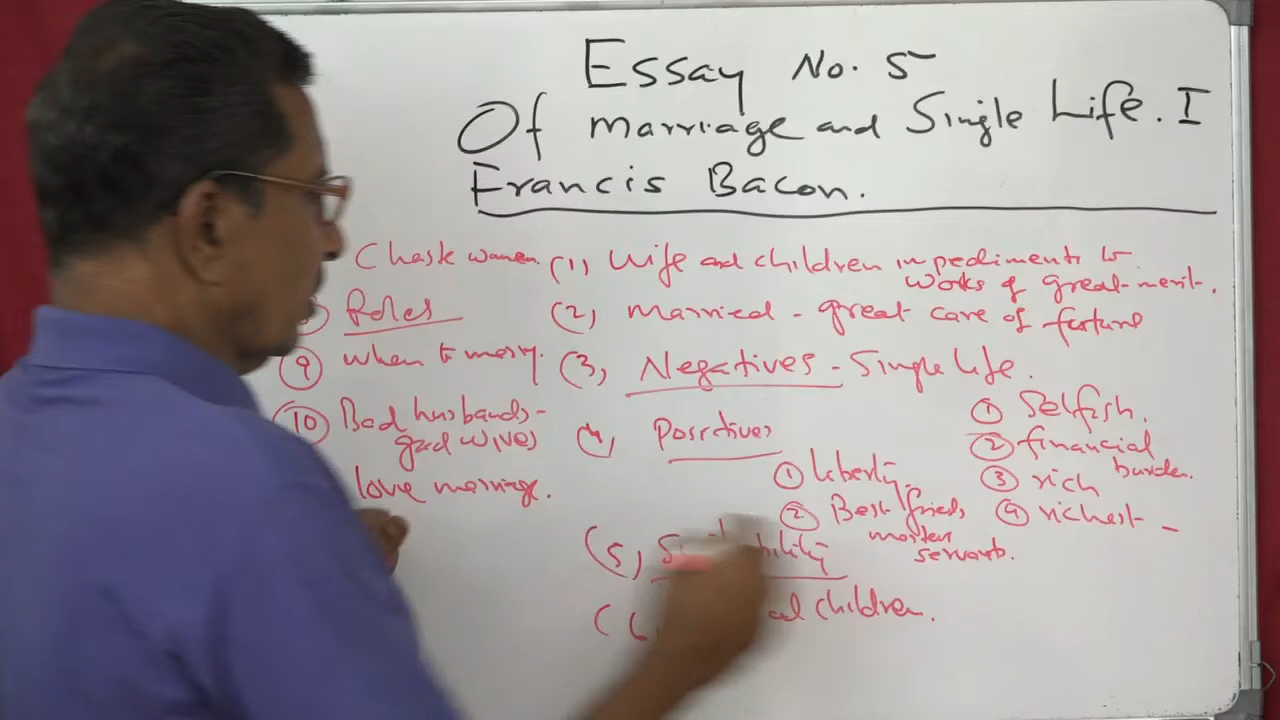 Essay No. 5
Of Marriage and Single Life. I
Francis Bacon.
(1) Wife and children impediments to
works of great merit.
(2) Married - great care of future
(3) Negatives - Single life.
① Selfish.
② financial
burden.
③ rich
④ richest -
(4) Positives
① liberty
② Best friends,
masters
servants.
(5)
(6) children.
Chaste women.
Roles
⑨ when to marry.
⑩ Bad husbands -
good wives
love marriage.